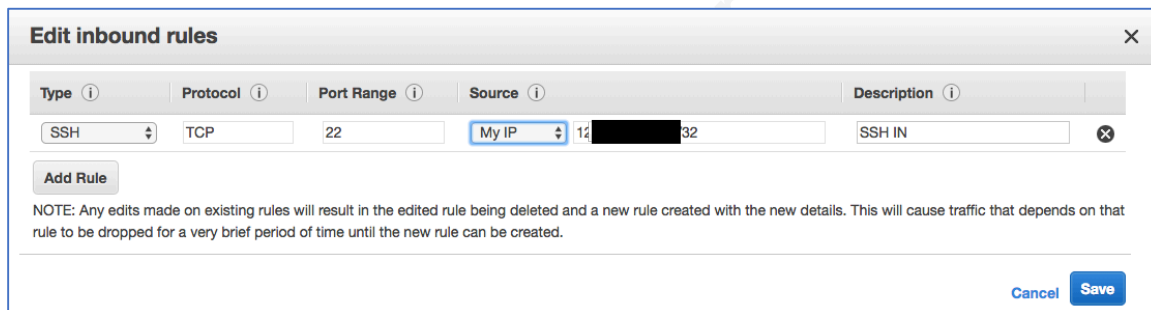 Edit inbound rules
Type Protocol Port Range Source Description
SSH TCP 22 My IP 12 /32 SSH IN
Add Rule
NOTE: Any edits made on existing rules will result in the edited rule being deleted and a new rule created with the new details. This will cause traffic that depends on that
rule to be dropped for a very brief period of time until the new rule can be created.
Cancel Save